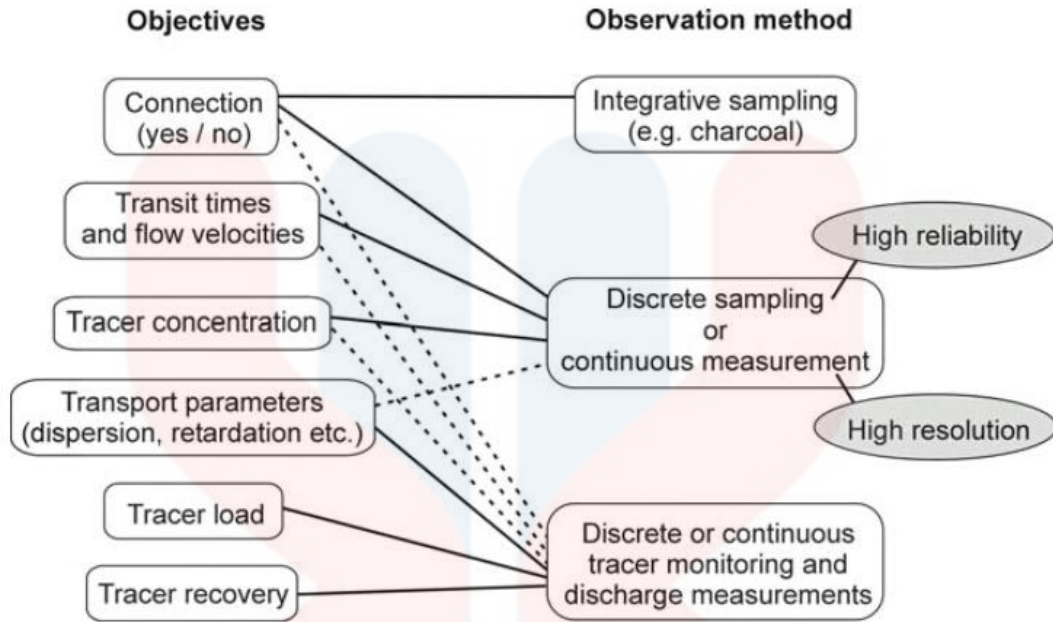 Objectives
Observation method
Connection
(yes / no)
Integrative sampling
(e.g. charcoal)
Transit times
and flow velocities
High reliability
Tracer concentration
Discrete sampling
or
continuous measurement
Transport parameters
(dispersion, retardation etc.)
High resolution
Tracer load
Discrete or continuous
tracer monitoring and
discharge measurements
Tracer recovery